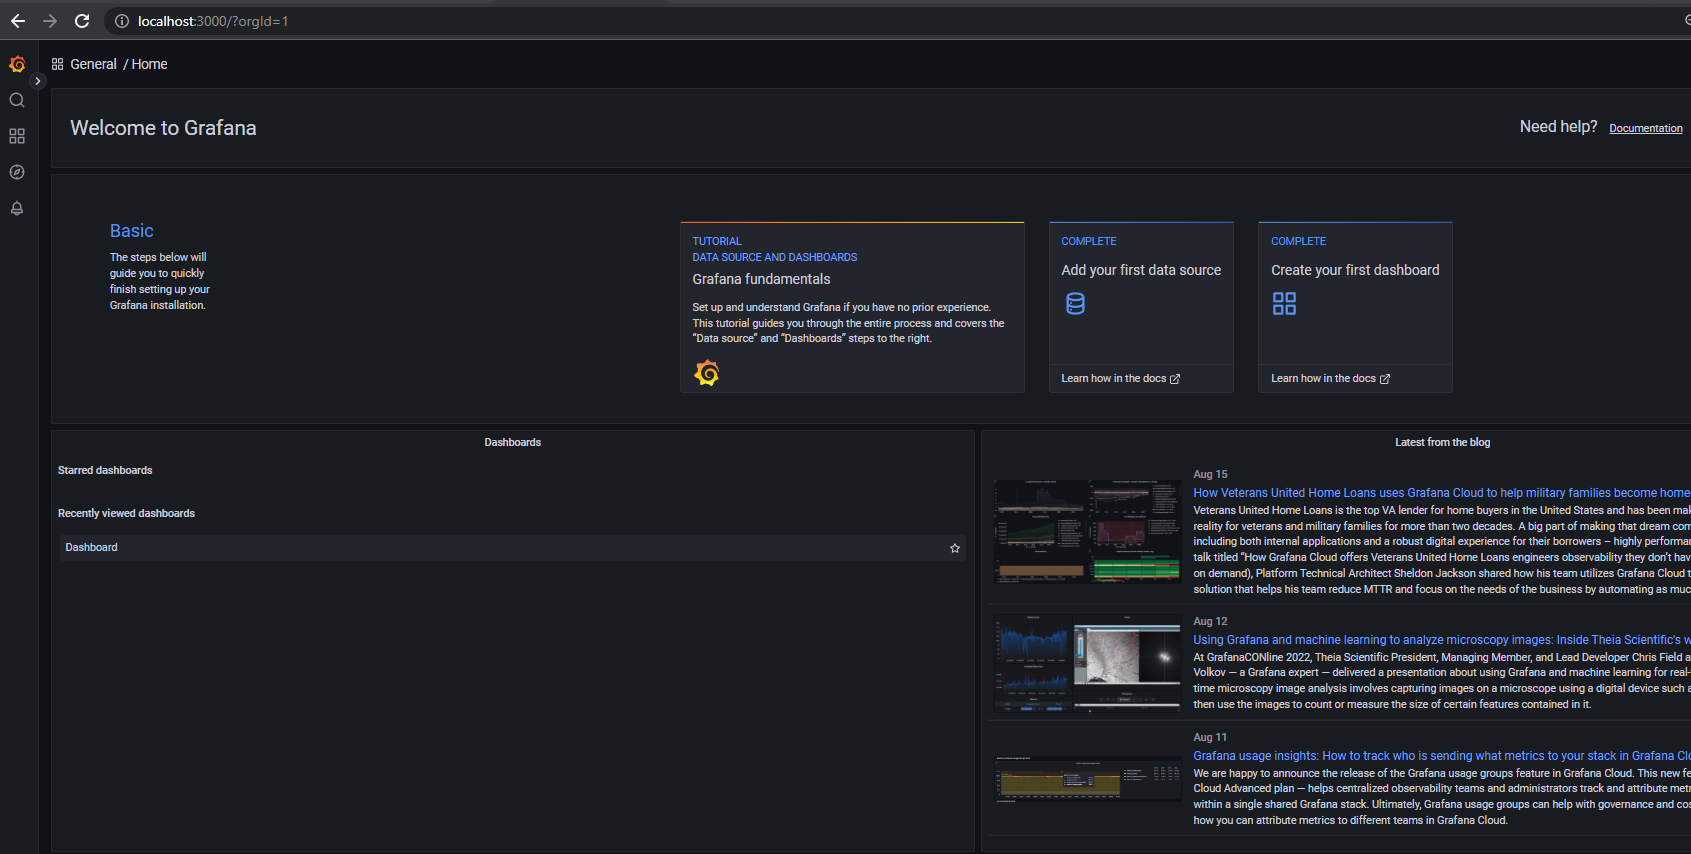 localhost:3000/?orgId=1
General / Home
Welcome to Grafana
Need help? Documentation
Basic
The steps below will
guide you to quickly
finish setting up your
Grafana installation.
TUTORIAL
DATA SOURCE AND DASHBOARDS
Grafana fundamentals
Set up and understand Grafana if you have no prior experience.
This tutorial guides you through the entire process and covers the
“Data source” and “Dashboards” steps to the right.
COMPLETE
Add your first data source
Learn how in the docs
COMPLETE
Create your first dashboard
Learn how in the docs
Dashboards
Starred dashboards
Recently viewed dashboards
Dashboard
Latest from the blog
Aug 15
How Veterans United Home Loans uses Grafana Cloud to help military families become home
Veterans United Home Loans is the top VA lender for home buyers in the United States and has been mak
reality for veterans and military families for more than two decades. A big part of making that dream com
including both internal applications and a robust digital experience for their borrowers – highly performan
talk titled “How Grafana Cloud offers Veterans United Home Loans engineers observability they don’t hav
on demand), Platform Technical Architect Sheldon Jackson shared how his team utilizes Grafana Cloud t
solution that helps his team reduce MTTR and focus on the needs of the business by automating as muc
Aug 12
Using Grafana and machine learning to analyze microscopy images: Inside Theia Scientific's w
At GrafanaCONline 2022, Theia Scientific President, Managing Member, and Lead Developer Chris Field a
Volkov — a Grafana expert — delivered a presentation about using Grafana and machine learning for real-
time microscopy image analysis involves capturing images on a microscope using a digital device such a
then use the images to count or measure the size of certain features contained in it.
Aug 11
Grafana usage insights: How to track who is sending what metrics to your stack in Grafana Clo
We are happy to announce the release of the Grafana usage groups feature in Grafana Cloud. This new fe
Cloud Advanced plan — helps centralized observability teams and administrators track and attribute metr
within a single shared Grafana stack. Ultimately, Grafana usage groups can help with governance and cos
how you can attribute metrics to different teams in Grafana Cloud.